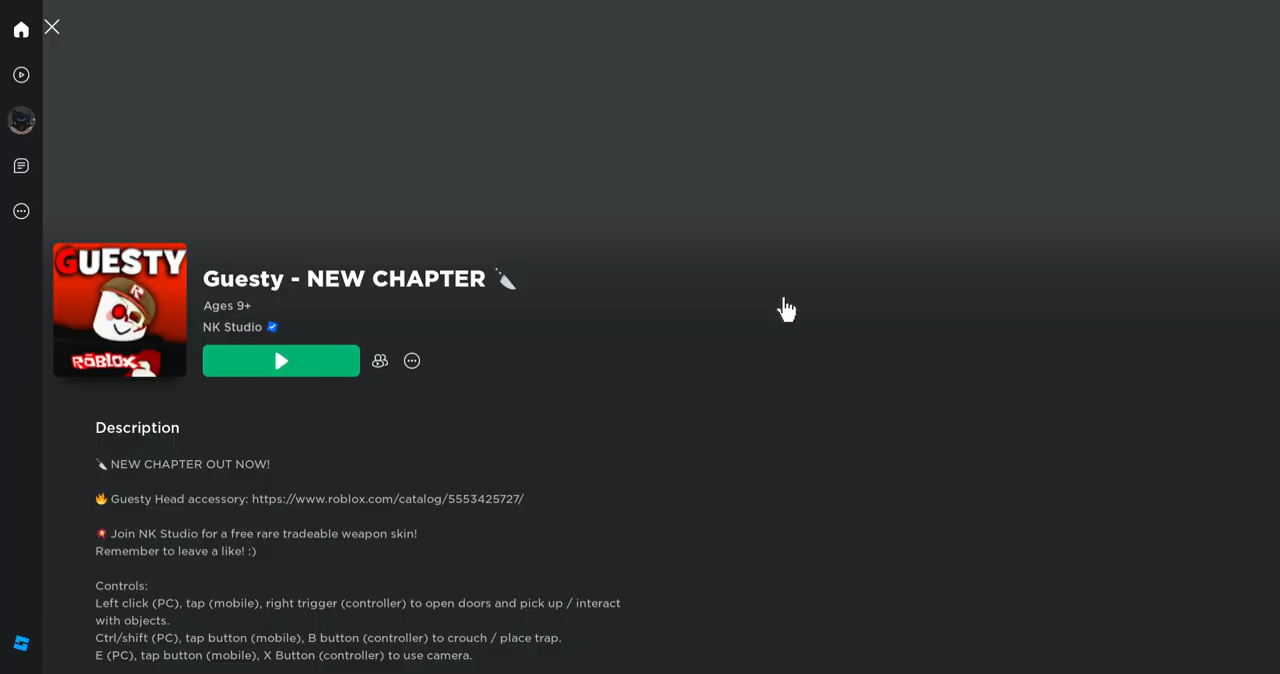 GUESTY
R
ROBLOX
Guesty - NEW CHAPTER
Ages 9+
NK Studio
Description
NEW CHAPTER OUT NOW!
Guesty Head accessory: https://www.roblox.com/catalog/5553425727/
Join NK Studio for a free rare tradeable weapon skin!
Remember to leave a like! :)
Controls:
Left click (PC), tap (mobile), right trigger (controller) to open doors and pick up / interact
with objects.
Ctrl/shift (PC), tap button (mobile), B button (controller) to crouch / place trap.
E (PC), tap button (mobile), X Button (controller) to use camera.